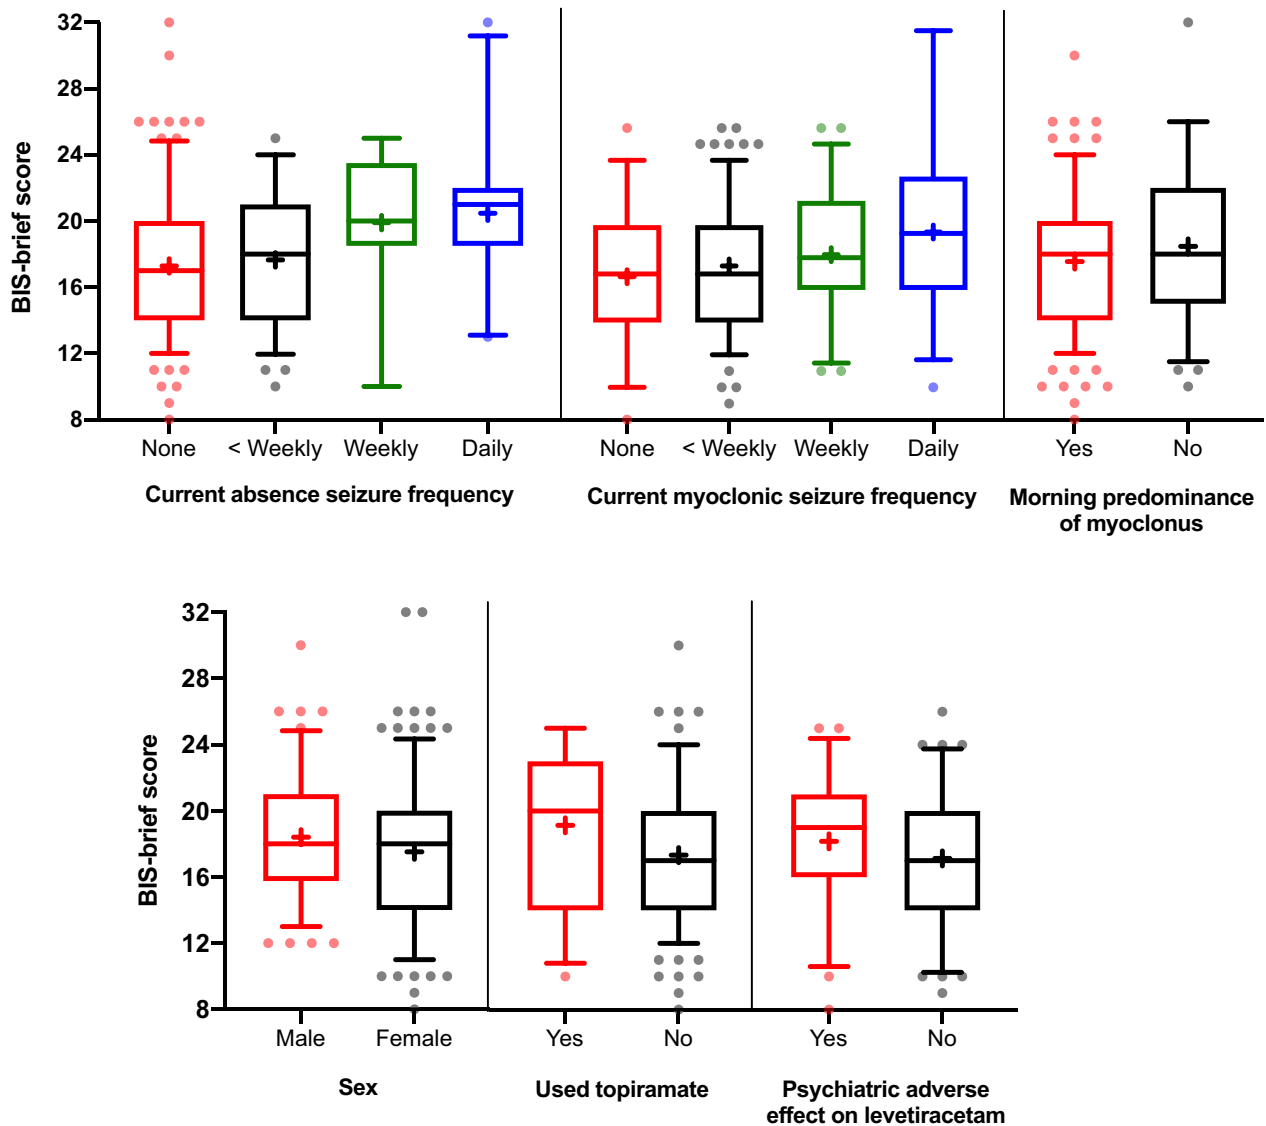 BIS-brief score
32
28
24
20
16
12
8
None
< Weekly
Weekly
Daily
None
< Weekly
Weekly
Daily
Yes
No
Current absence seizure frequency
Current myoclonic seizure frequency
Morning predominance
of myoclonus
BIS-brief score
32
28
24
20
16
12
8
Male
Female
Yes
No
Yes
No
Sex
Used topiramate
Psychiatric adverse
effect on levetiracetam